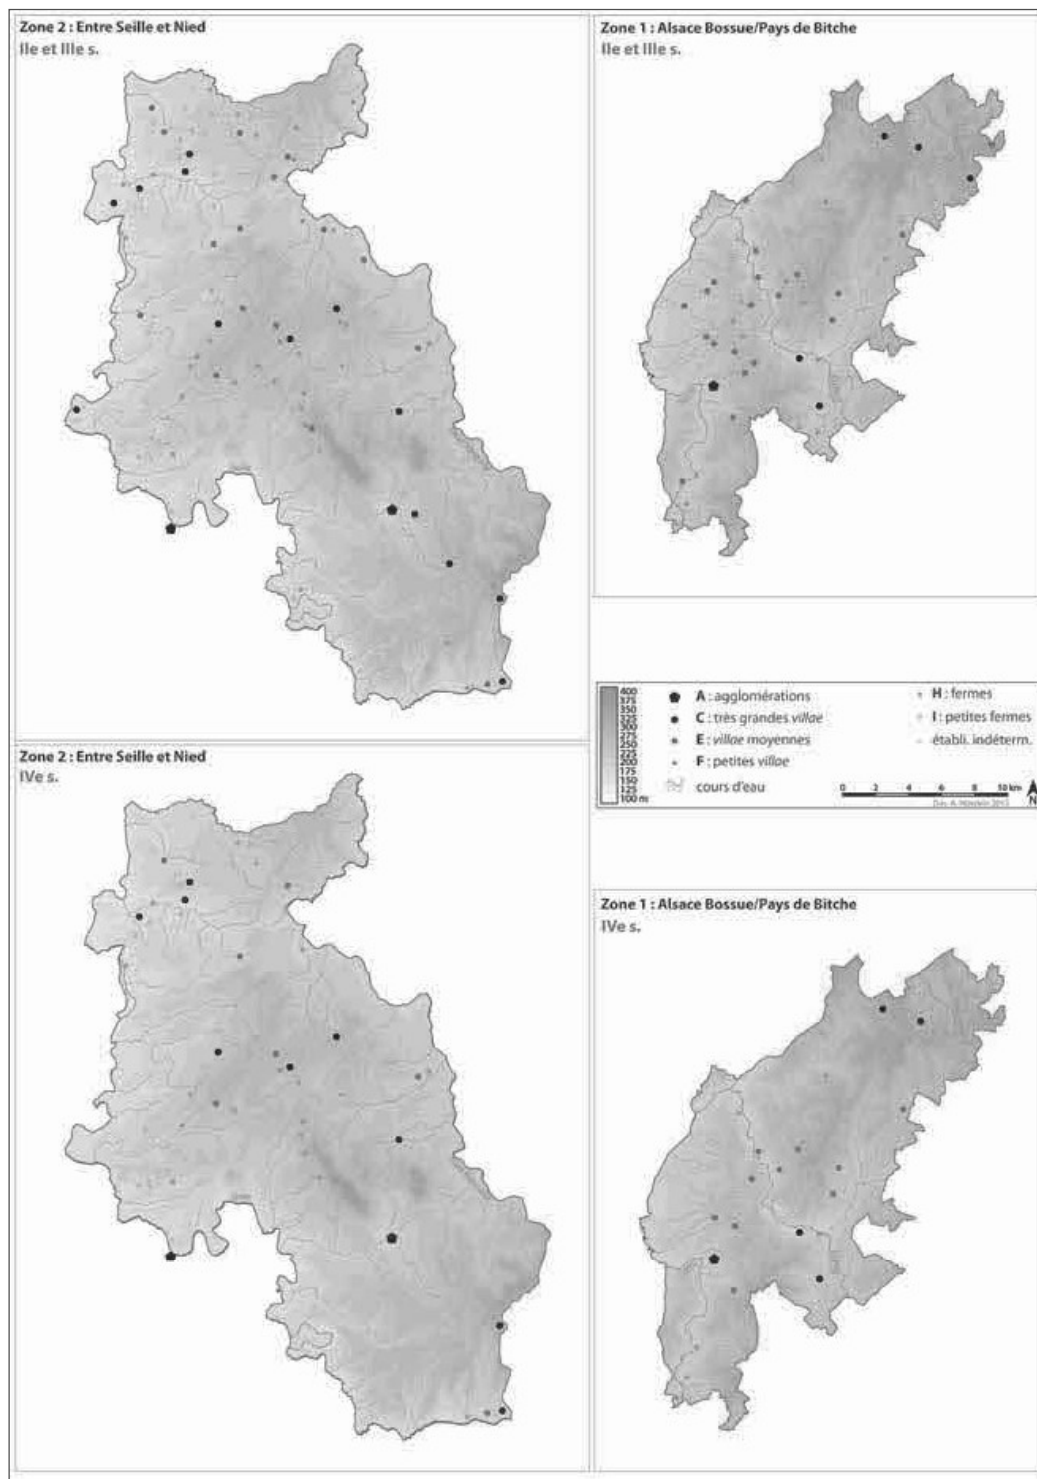 Zone 2 : Entre Seille et Nied
IIe et IIIe s.
Zone 1 : Alsace Bossue/Pays de Bitche
IIe et IIIe s.
400
375
350
325
300
275
250
225
200
175
150
125
100 m
A : agglomérations
C : très grandes villae
E : villae moyennes
F : petites villae
cours d'eau
H : fermes
I : petites fermes
établi. indéterm.
0 2 4 6 8 10 km
N
Zone 2 : Entre Seille et Nied
IVe s.
Zone 1 : Alsace Bossue/Pays de Bitche
IVe s.